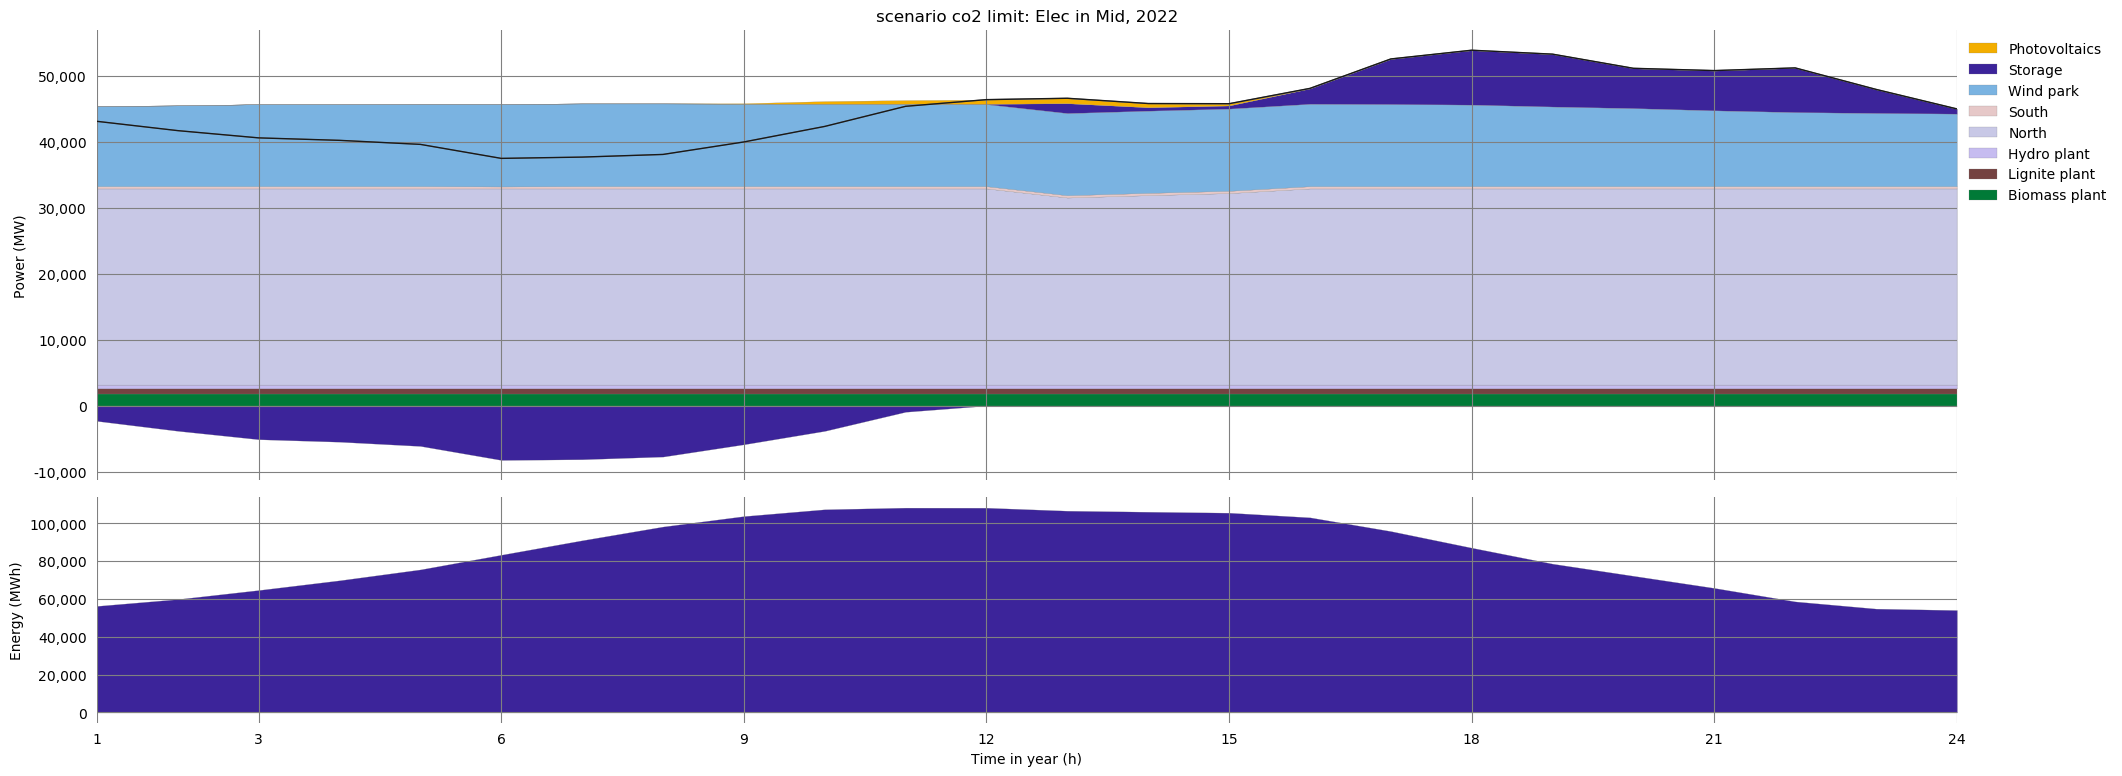 scenario co2 limit: Elec in Mid, 2022
Power (MW)
50,000
40,000
30,000
20,000
10,000
0
-10,000
Photovoltaics
Storage
Wind park
South
North
Hydro plant
Lignite plant
Biomass plant
Energy (MWh)
100,000
80,000
60,000
40,000
20,000
0
1 3 6 9 12 15 18 21 24
Time in year (h)